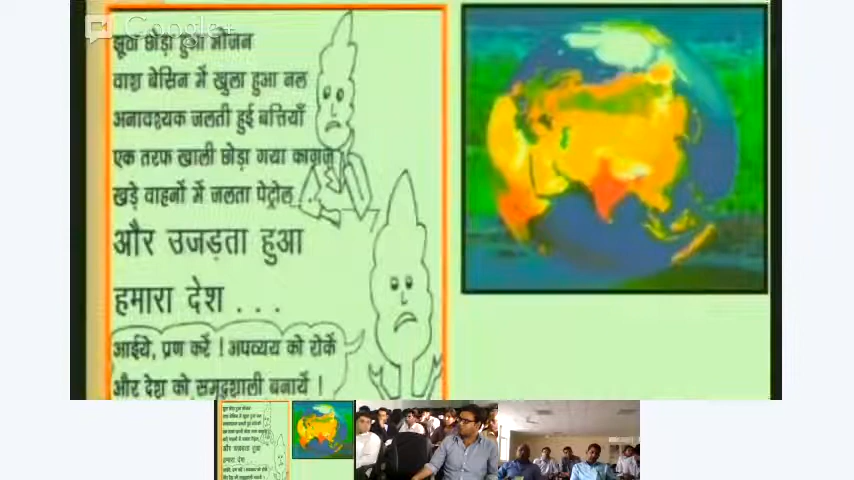 Google+
झूठा छोड़ा हुआ भोजन
वाश बेसिन में खुला हुआ नल
अनावश्यक जलती हुई बत्तियाँ
एक तरफ खाली छोड़ा गया कागज
खड़े वाहनों में जलता पेट्रोल...
और उजड़ता हुआ
हमारा देश . . .
आईये, प्रण करें ! अपव्यय को रोकें
और देश को समृद्धशाली बनायें !